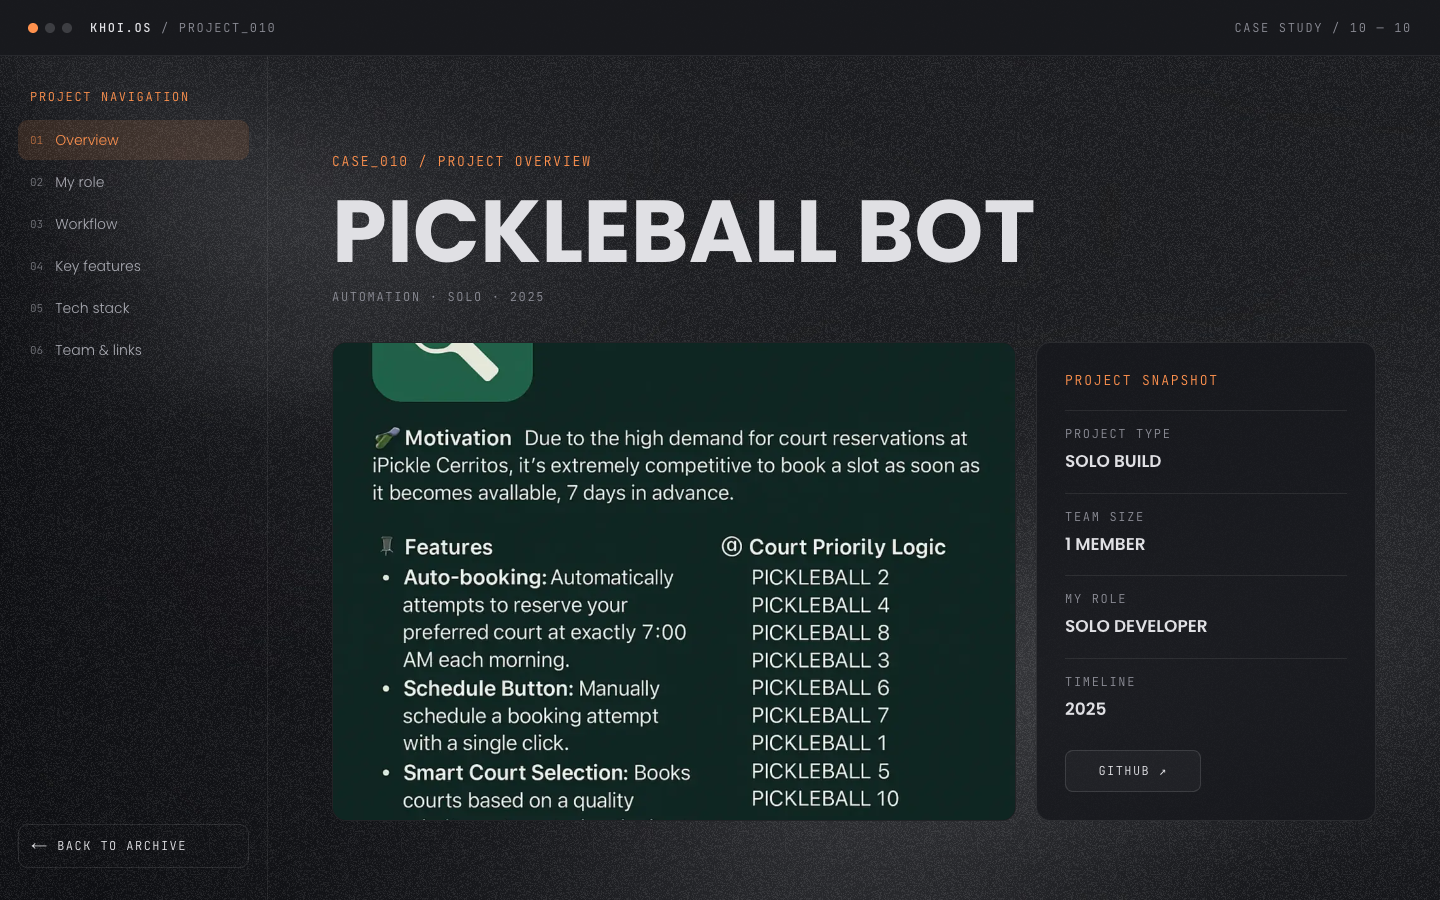 KHOI.OS / PROJECT_010
CASE STUDY / 10 — 10
PROJECT NAVIGATION
01 Overview
02 My role
03 Workflow
04 Key features
05 Tech stack
06 Team & links
← BACK TO ARCHIVE
CASE_010 / PROJECT OVERVIEW
PICKLEBALL BOT
AUTOMATION · SOLO · 2025
Motivation Due to the high demand for court reservations at
iPickle Cerritos, it's extremely competitive to book a slot as soon as
it becomes avallable, 7 days in advance.
Features
• Auto-booking: Automatically
attempts to reserve your
preferred court at exactly 7:00
AM each morning.
• Schedule Button: Manually
schedule a booking attempt
with a single click.
• Smart Court Selection: Books
courts based on a quality
@ Court Priorily Logic
PICKLEBALL 2
PICKLEBALL 4
PICKLEBALL 8
PICKLEBALL 3
PICKLEBALL 6
PICKLEBALL 7
PICKLEBALL 1
PICKLEBALL 5
PICKLEBALL 10
PROJECT SNAPSHOT
PROJECT TYPE
SOLO BUILD
TEAM SIZE
1 MEMBER
MY ROLE
SOLO DEVELOPER
TIMELINE
2025
GITHUB ↗